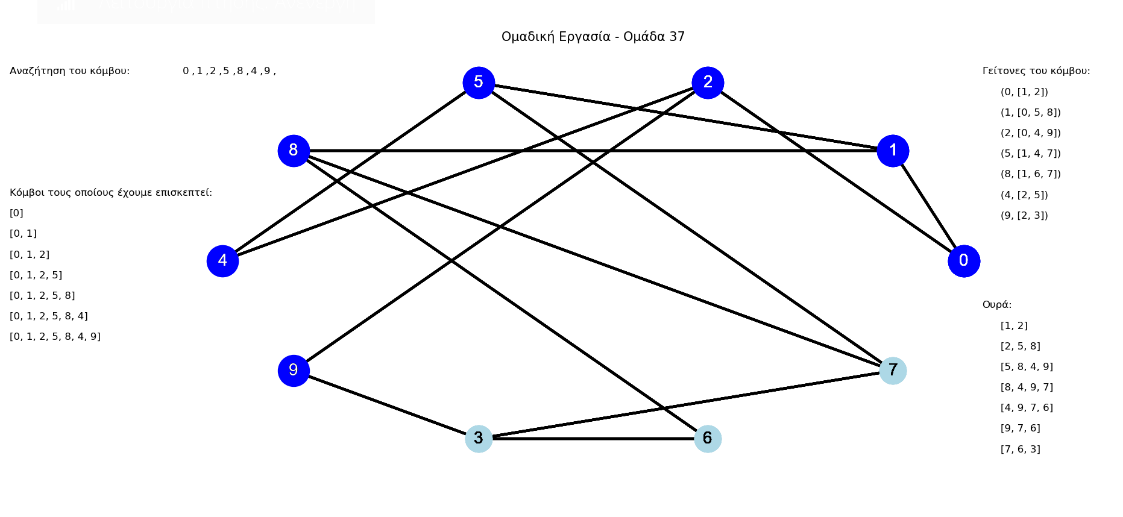 Ομαδική Εργασία - Ομάδα 37
Αναζήτηση του κόμβου: 0 , 1 , 2 , 5 , 8 , 4 , 9 ,
Κόμβοι τους οποίους έχουμε επισκεπτεί:
[0]
[0, 1]
[0, 1, 2]
[0, 1, 2, 5]
[0, 1, 2, 5, 8]
[0, 1, 2, 5, 8, 4]
[0, 1, 2, 5, 8, 4, 9]
5
2
8
1
4
0
9
7
3
6
Γείτονες του κόμβου:
(0, [1, 2])
(1, [0, 5, 8])
(2, [0, 4, 9])
(5, [1, 4, 7])
(8, [1, 6, 7])
(4, [2, 5])
(9, [2, 3])
Ουρά:
[1, 2]
[2, 5, 8]
[5, 8, 4, 9]
[8, 4, 9, 7]
[4, 9, 7, 6]
[9, 7, 6]
[7, 6, 3]